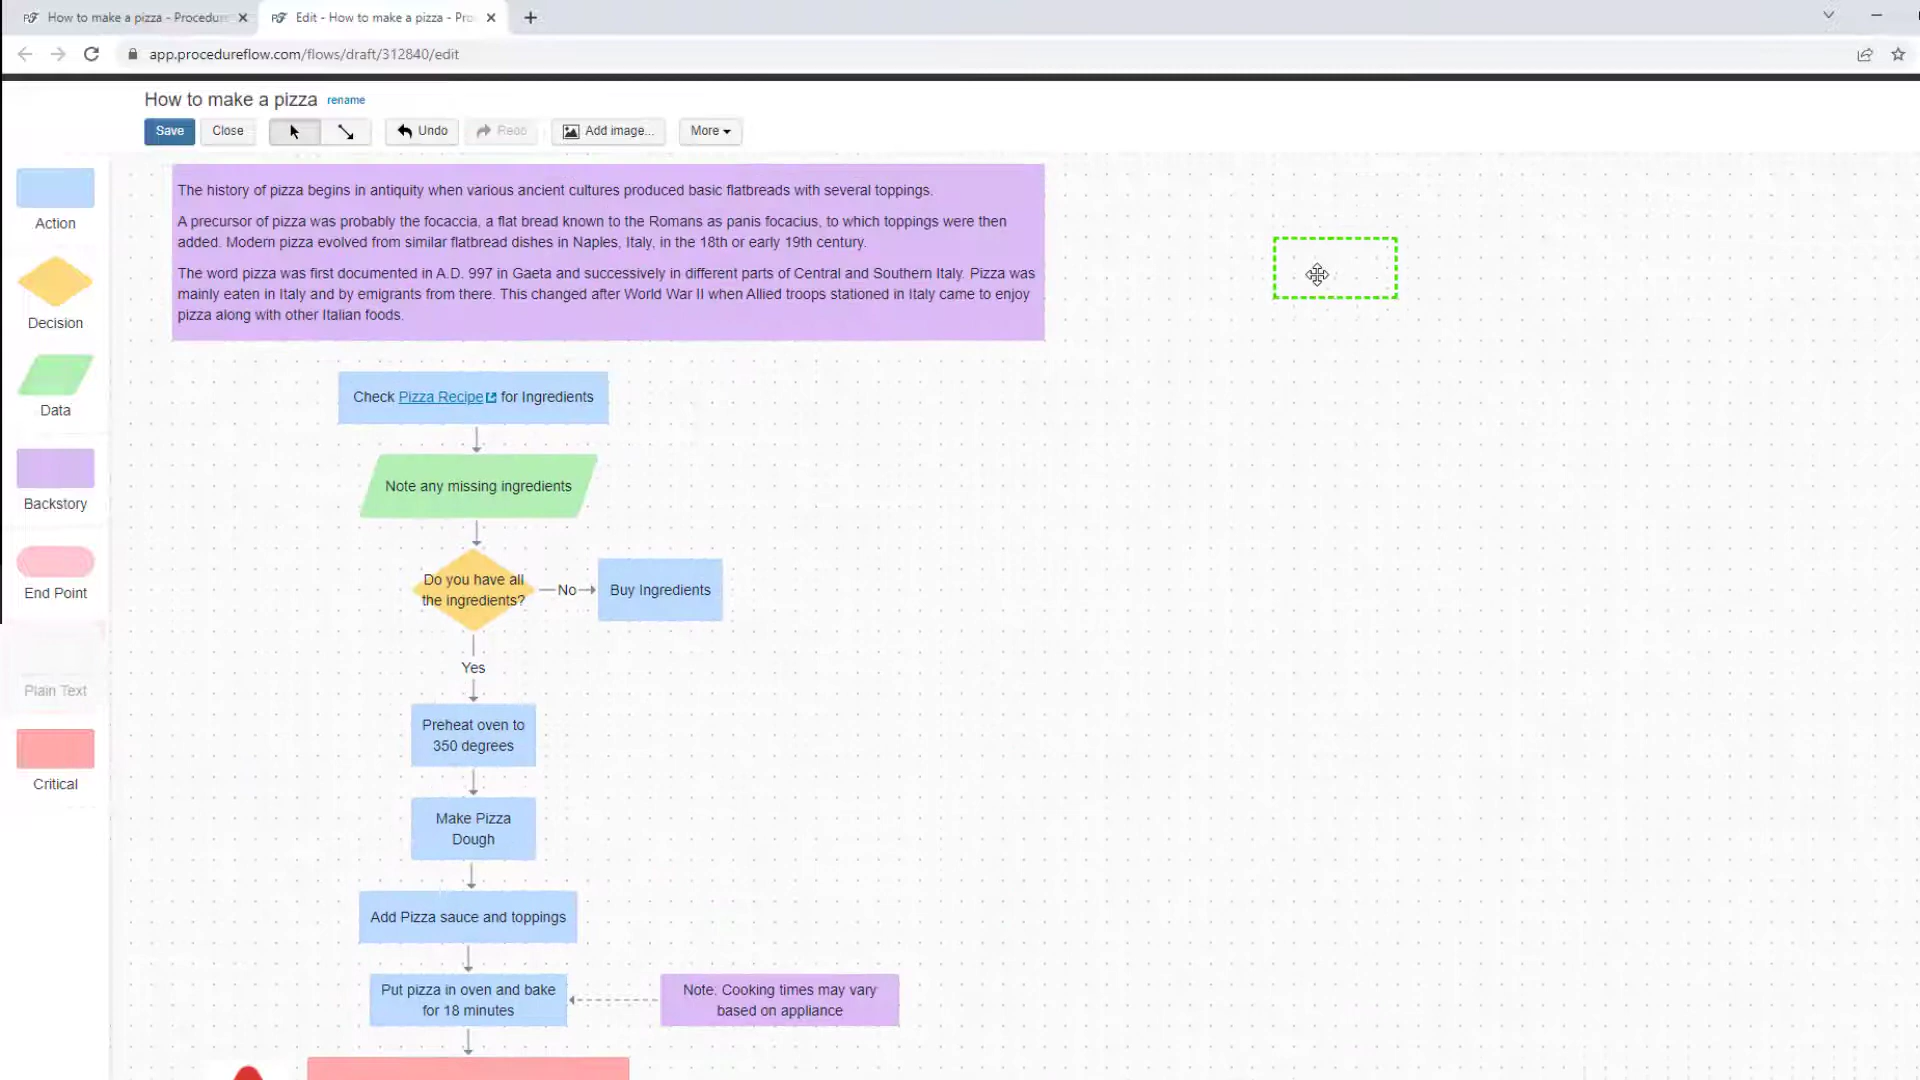 How to make a pizza - Procedur
Edit - How to make a pizza - Pro
app.procedureflow.com/flows/draft/312840/edit
How to make a pizza rename
Save Close Undo Redo Add image... More
Action
Decision
Data
Backstory
End Point
Plain Text
Critical
The history of pizza begins in antiquity when various ancient cultures produced basic flatbreads with several toppings.
A precursor of pizza was probably the focaccia, a flat bread known to the Romans as panis focacius, to which toppings were then
added. Modern pizza evolved from similar flatbread dishes in Naples, Italy, in the 18th or early 19th century.
The word pizza was first documented in A.D. 997 in Gaeta and successively in different parts of Central and Southern Italy. Pizza was
mainly eaten in Italy and by emigrants from there. This changed after World War II when Allied troops stationed in Italy came to enjoy
pizza along with other Italian foods.
Check Pizza Recipe for Ingredients
Note any missing ingredients
Do you have all
the ingredients?
No
Buy Ingredients
Yes
Preheat oven to
350 degrees
Make Pizza
Dough
Add Pizza sauce and toppings
Put pizza in oven and bake
for 18 minutes
Note: Cooking times may vary
based on appliance